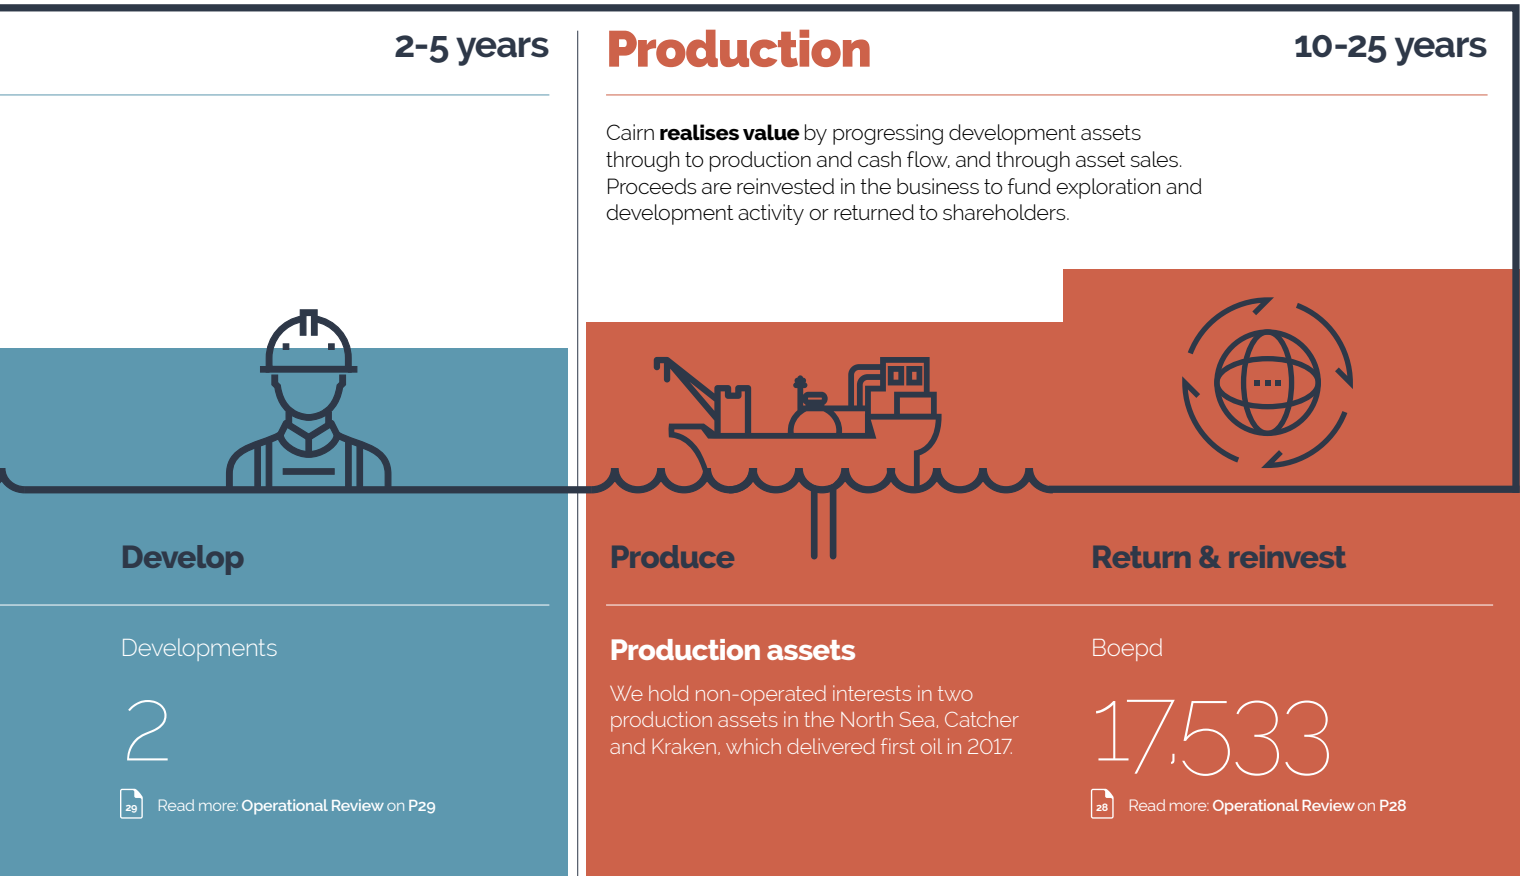 2-5 years
Production
10-25 years
Cairn realises value by progressing development assets
through to production and cash flow, and through asset sales.
Proceeds are reinvested in the business to fund exploration and
development activity or returned to shareholders.
Develop
Developments
2
29
Read more: Operational Review on P29
Produce
Production assets
We hold non-operated interests in two
production assets in the North Sea, Catcher
and Kraken, which delivered first oil in 2017.
Return & reinvest
Boepd
17,533
28
Read more: Operational Review on P28